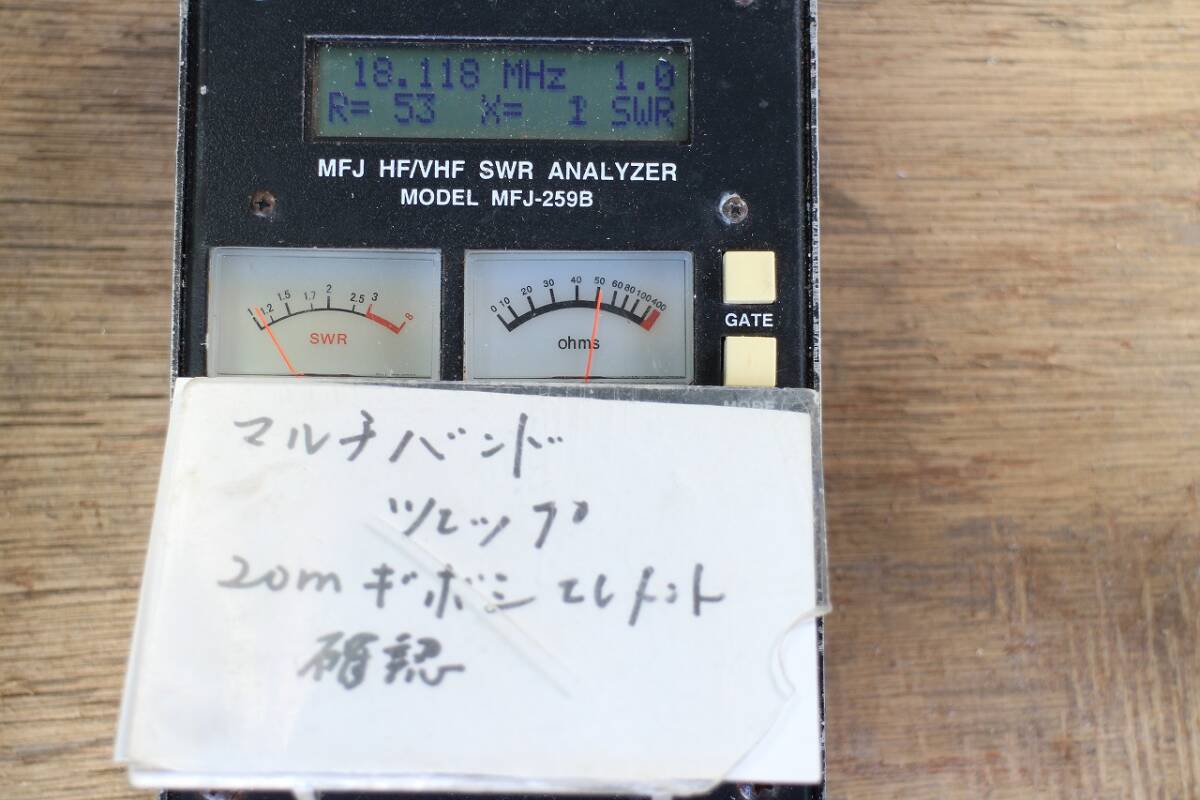 18.118 MHz 1.0
R= 53 X= SWR
MFJ HF/VHF SWR ANALYZER
MODEL MFJ-259B
1 1.2 1.5 1.7 2 2.5 3 8
SWR
0 10 20 30 40 50 60 80 100 400
ohms
GATE
MODE
マルチバンド
ツェップ
20m ギボシエレメント
確認